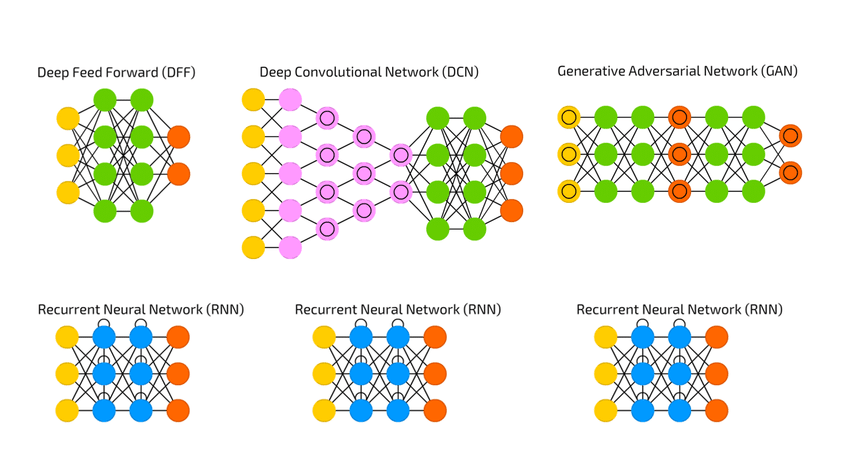 Deep Feed Forward (DFF)
Deep Convolutional Network (DCN)
Generative Adversarial Network (GAN)
Recurrent Neural Network (RNN)
Recurrent Neural Network (RNN)
Recurrent Neural Network (RNN)